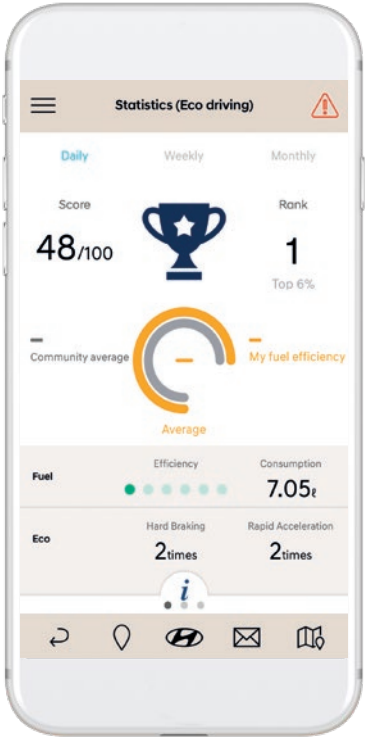 Statistics (Eco driving)
Daily Weekly Monthly
Score Rank
48/100 1
Top 6%
Community average My fuel efficiency
Average
Efficiency Consumption
Fuel 7.05ℓ
Hard Braking Rapid Acceleration
Eco
2times 2times
i